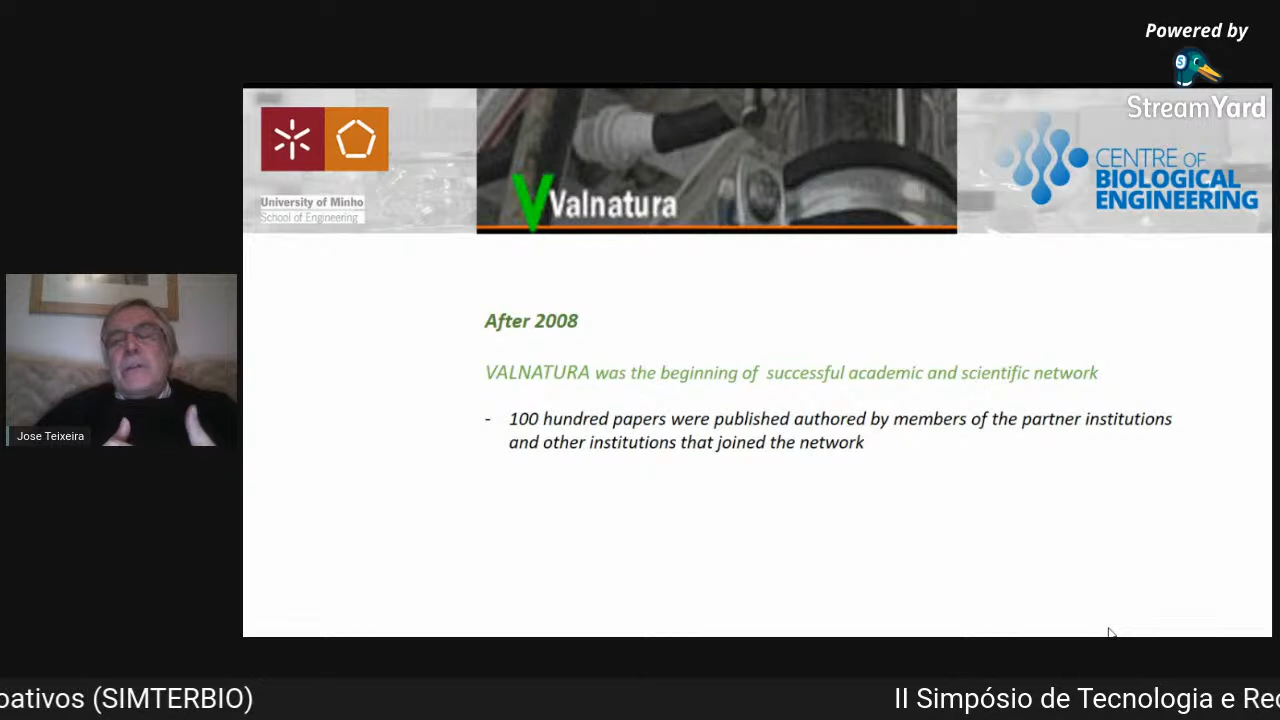 Powered by
StreamYard
University of Minho
School of Engineering
Valnatura
CENTRE OF
BIOLOGICAL
ENGINEERING
After 2008
VALNATURA was the beginning of successful academic and scientific network
- 100 hundred papers were published authored by members of the partner institutions
and other institutions that joined the network
Jose Teixeira
oativos (SIMTERBIO)
II Simpósio de Tecnologia e Rec